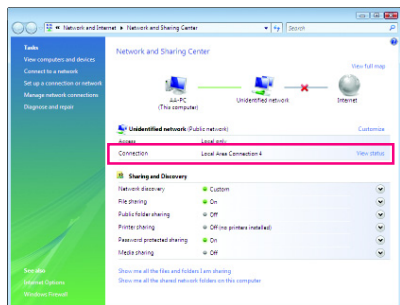 Network and Internet ▸ Network and Sharing Center
Search
Tasks
View computers and devices
Connect to a network
Set up a connection or network
Manage network connections
Diagnose and repair
See also
Internet Options
Windows Firewall
Network and Sharing Center
View full map
AA-PC
(This computer)
Unidentified network
Internet
Unidentified network (Public network)
Customize
Access
Local only
Connection
Local Area Connection 4
View status
Sharing and Discovery
Network discovery
Custom
File sharing
On
Public folder sharing
Off
Printer sharing
Off (no printers installed)
Password protected sharing
On
Media sharing
Off
Show me all the files and folders I am sharing
Show me all the shared network folders on this computer